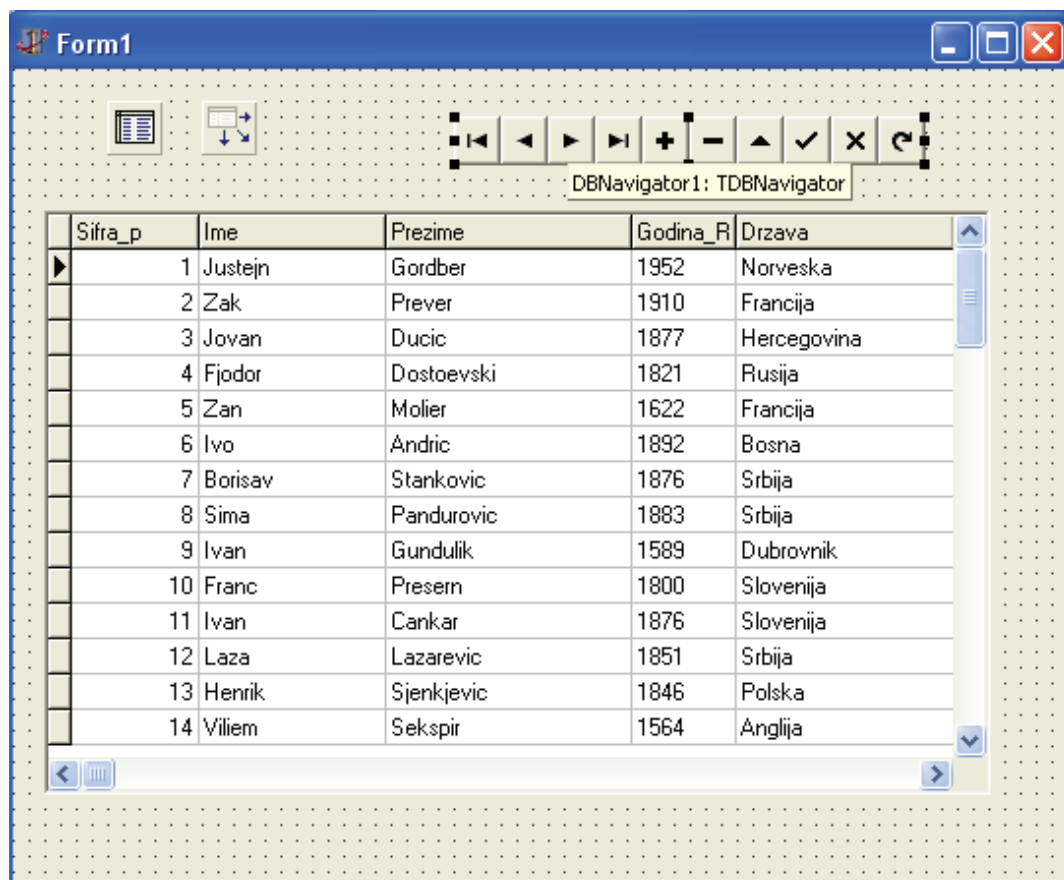 Form1
DBNavigator1: TDBNavigator
Sifra_p Ime Prezime Godina_R Drzava
1 Justejn Gordber 1952 Norveska
2 Zak Prever 1910 Francija
3 Jovan Ducic 1877 Hercegovina
4 Fjodor Dostoevski 1821 Rusija
5 Zan Molier 1622 Francija
6 Ivo Andric 1892 Bosna
7 Borisav Stankovic 1876 Srbija
8 Sima Pandurovic 1883 Srbija
9 Ivan Gundulik 1589 Dubrovnik
10 Franc Presern 1800 Slovenija
11 Ivan Cankar 1876 Slovenija
12 Laza Lazarevic 1851 Srbija
13 Henrik Sjenkjevic 1846 Polska
14 Viliem Sekspir 1564 Anglija